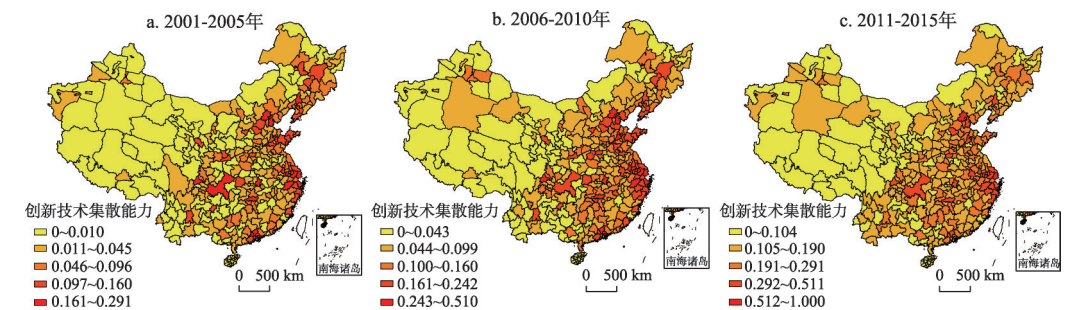 a. 2001-2005年
创新技术集散能力
0~0.010
0.011~0.045
0.046~0.096
0.097~0.160
0.161~0.291
0 500 km
南海诸岛
b. 2006-2010年
创新技术集散能力
0~0.043
0.044~0.099
0.100~0.160
0.161~0.242
0.243~0.510
0 500 km
南海诸岛
c. 2011-2015年
创新技术集散能力
0~0.104
0.105~0.190
0.191~0.291
0.292~0.511
0.512~1.000
0 500 km
南海诸岛